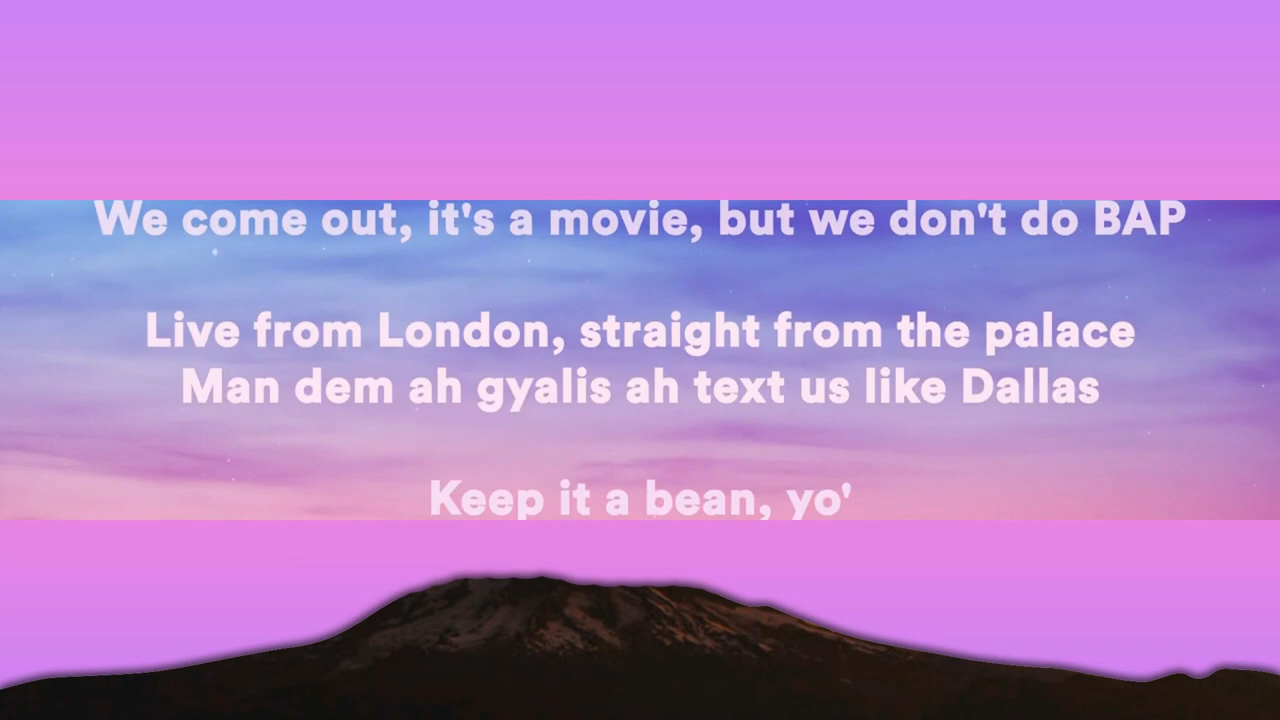 We come out, it's a movie, but we don't do BAP
Live from London, straight from the palace
Man dem ah gyalis ah text us like Dallas
Keep it a bean, yo'